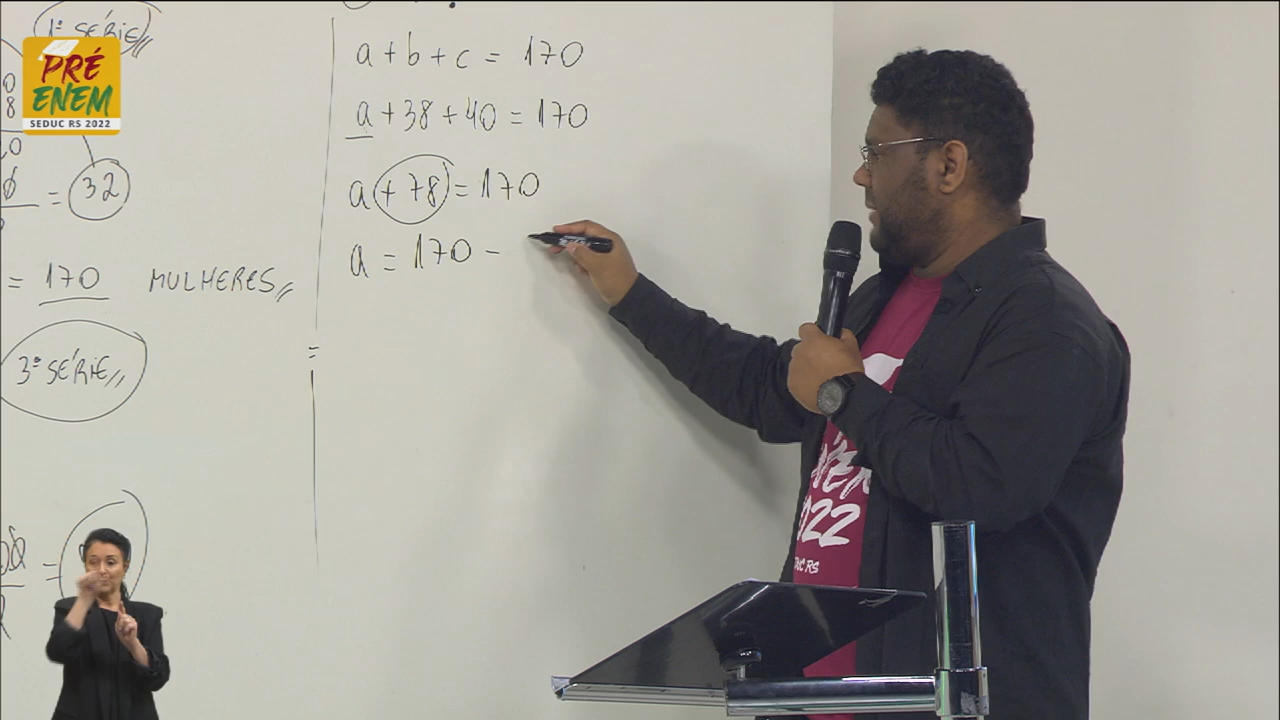 1ª SÉRIE
PRÉ
ENEM
SEDUC RS 2022
= 32
= 170 MULHERES
3ª SÉRIE
a + b + c = 170
a + 38 + 40 = 170
a + 78 = 170
a = 170 -
2022